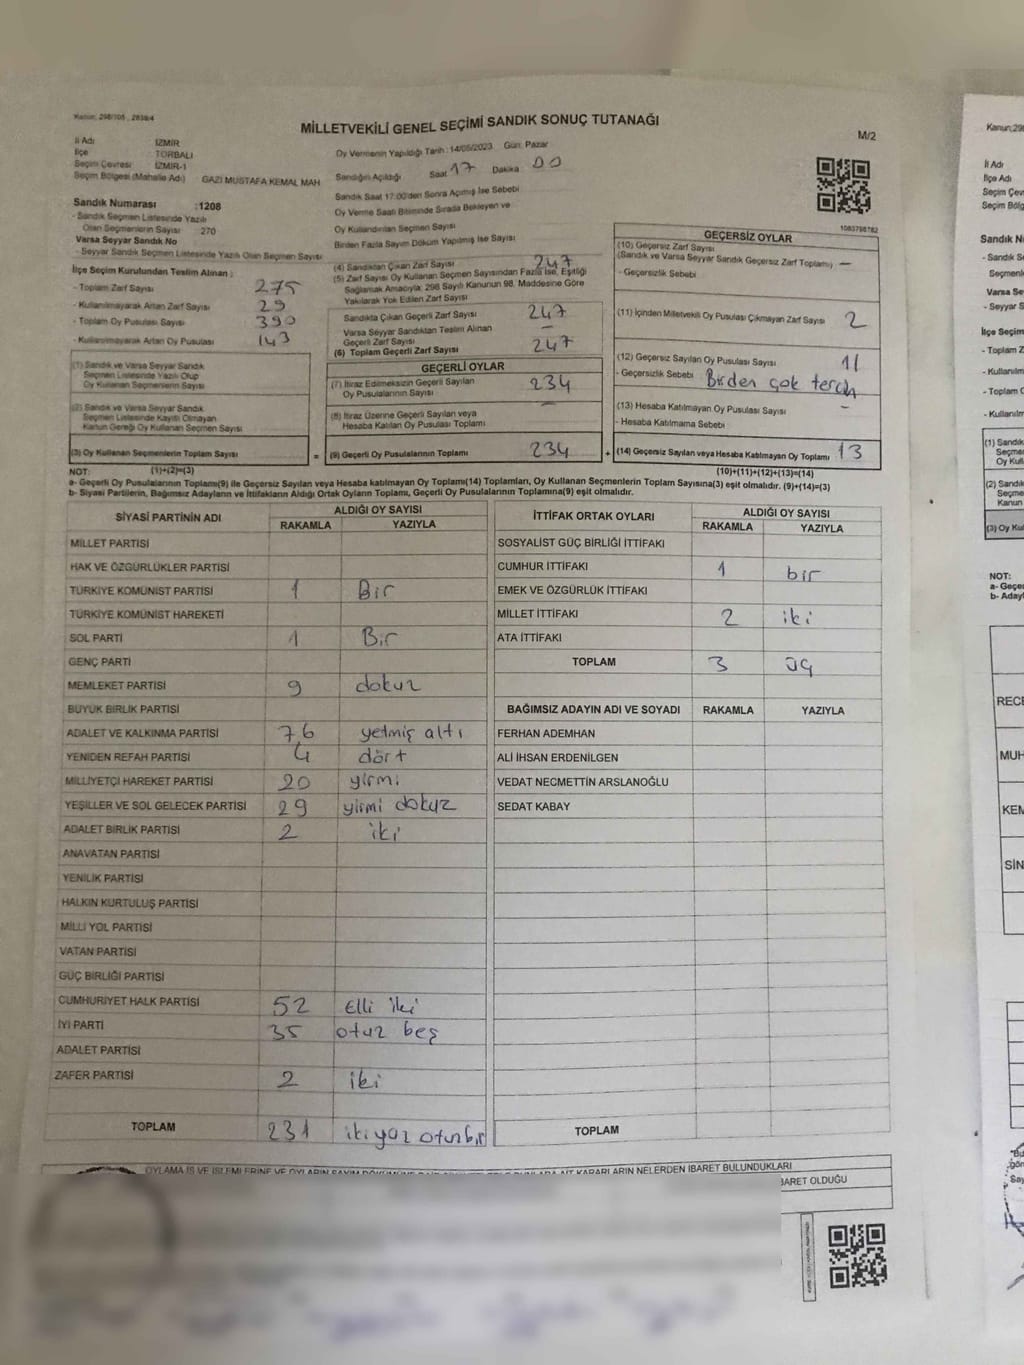 Kanun: 298/105 , 2839/4
MİLLETVEKİLİ GENEL SEÇİMİ SANDIK SONUÇ TUTANAĞI
M/2
İl Adı İZMİR
İlçe TORBALI
Seçim Çevresi İZMİR-1
Seçim Bölgesi (Mahalle Adı) GAZİ MUSTAFA KEMAL MAH
Oy Vermenin Yapıldığı Tarih : 14/05/2023 Gün: Pazar
Sandığın Açıldığı Saat 17 Dakika 00
Sandık Saat 17:00'den Sonra Açılmış İse Sebebi
Oy Verme Saati Bitiminde Sırada Bekleyen ve
Oy Kullandırılan Seçmen Sayısı
Birden Fazla Sayım Döküm Yapılmış İse Sayısı
Sandık Numarası : 1208
- Sandık Seçmen Listesinde Yazılı
Olan Seçmenlerin Sayısı 270
Varsa Seyyar Sandık No
- Seyyar Sandık Seçmen Listesinde Yazılı Olan Seçmen Sayısı
İlçe Seçim Kurulundan Teslim Alınan ;
- Toplam Zarf Sayısı 275
- Kullanılmayarak Artan Zarf Sayısı 29
- Toplam Oy Pusulası Sayısı 390
- Kullanılmayarak Artan Oy Pusulası 143
(1) Sandık ve Varsa Seyyar Sandık
Seçmen Listesinde Yazılı Olup
Oy Kullanan Seçmenlerin Sayısı
(2) Sandık ve Varsa Seyyar Sandık
Seçmen Listesinde Kayıtlı Olmayan
Kanun Gereği Oy Kullanan Seçmen Sayısı
(3) Oy Kullanan Seçmenlerin Toplam Sayısı
(4) Sandıktan Çıkan Zarf Sayısı 247
(5) Zarf Sayısı Oy Kullanan Seçmen Sayısından Fazla İse, Eşitliği
Sağlamak Amacıyla; 298 Sayılı Kanunun 98. Maddesine Göre
Yakılarak Yok Edilen Zarf Sayısı
Sandıkta Çıkan Geçerli Zarf Sayısı 247
Varsa Seyyar Sandıktan Teslim Alınan
Geçerli Zarf Sayısı –
(6) Toplam Geçerli Zarf Sayısı 247
GEÇERLİ OYLAR
(7) İtiraz Edilmeksizin Geçerli Sayılan
Oy Pusulalarının Sayısı 234
(8) İtiraz Üzerine Geçerli Sayılan veya
Hesaba Katılan Oy Pusulası Toplamı –
= (9) Geçerli Oy Pusulalarının Toplamı 234
1083798782
GEÇERSİZ OYLAR
(10) Geçersiz Zarf Sayısı
(Sandık ve Varsa Seyyar Sandık Geçersiz Zarf Toplamı) –
- Geçersizlik Sebebi
(11) İçinden Milletvekili Oy Pusulası Çıkmayan Zarf Sayısı 2
(12) Geçersiz Sayılan Oy Pusulası Sayısı 11
- Geçersizlik Sebebi Birden çok tercih
(13) Hesaba Katılmayan Oy Pusulası Sayısı –
- Hesaba Katılmama Sebebi
+ (14) Geçersiz Sayılan veya Hesaba Katılmayan Oy Toplamı 13
NOT: (1)+(2)=(3) (10)+(11)+(12)+(13)=(14)
a- Geçerli Oy Pusulalarının Toplamı(9) ile Geçersiz Sayılan veya Hesaba katılmayan Oy Toplamı(14) Toplamları, Oy Kullanan Seçmenlerin Toplam Sayısına(3) eşit olmalıdır. (9)+(14)=(3)
b- Siyasi Partilerin, Bağımsız Adayların ve İttifakların Aldığı Ortak Oyların Toplamı, Geçerli Oy Pusulalarının Toplamına(9) eşit olmalıdır.
SİYASİ PARTİNİN ADI ALDIĞI OY SAYISI
RAKAMLA YAZIYLA
MİLLET PARTİSİ
HAK VE ÖZGÜRLÜKLER PARTİSİ
TÜRKİYE KOMÜNİST PARTİSİ 1 Bir
TÜRKİYE KOMÜNİST HAREKETİ
SOL PARTİ 1 Bir
GENÇ PARTİ
MEMLEKET PARTİSİ 9 dokuz
BÜYÜK BİRLİK PARTİSİ
ADALET VE KALKINMA PARTİSİ 76 yetmiş altı
YENİDEN REFAH PARTİSİ 4 dört
MİLLİYETÇİ HAREKET PARTİSİ 20 yirmi
YEŞİLLER VE SOL GELECEK PARTİSİ 29 yirmi dokuz
ADALET BİRLİK PARTİSİ 2 iki
ANAVATAN PARTİSİ
YENİLİK PARTİSİ
HALKIN KURTULUŞ PARTİSİ
MİLLİ YOL PARTİSİ
VATAN PARTİSİ
GÜÇ BİRLİĞİ PARTİSİ
CUMHURİYET HALK PARTİSİ 52 Elli iki
İYİ PARTİ 35 otuz beş
ADALET PARTİSİ
ZAFER PARTİSİ 2 iki
TOPLAM 231 ikiyüz oturbir
İTTİFAK ORTAK OYLARI ALDIĞI OY SAYISI
RAKAMLA YAZIYLA
SOSYALİST GÜÇ BİRLİĞİ İTTİFAKI
CUMHUR İTTİFAKI 1 bir
EMEK VE ÖZGÜRLÜK İTTİFAKI
MİLLET İTTİFAKI 2 iki
ATA İTTİFAKI
TOPLAM 3 üç
BAĞIMSIZ ADAYIN ADI VE SOYADI RAKAMLA YAZIYLA
FERHAN ADEMHAN
ALİ İHSAN ERDENİLGEN
VEDAT NECMETTİN ARSLANOĞLU
SEDAT KABAY
TOPLAM
BULUNDUKLARI
İBARET OLDUĞU
Kanun;29
İl Adı
İlçe Adı
Seçim Çev
Seçim Bölg
Sandık N
- Sandık S
Seçmenl
Varsa Se
- Seyyar S
İlçe Seçim
- Toplam Z
- Kullanılm
- Toplam O
- Kullanılm
(1) Sandık
Seçme
Oy Kull
(2) Sandık
Seçme
Kanun
(3) Oy Kul
NOT:
a- Geçer
b- Aday
RECE
MUH
KEM
SİN